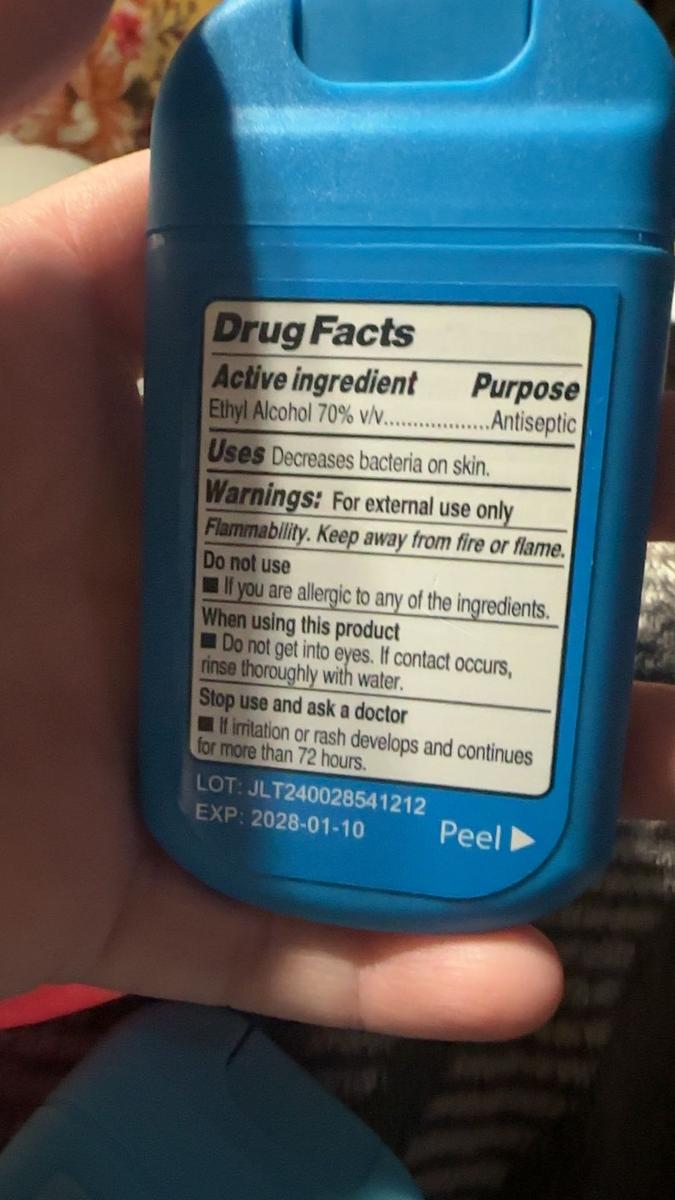 Drug Facts
Active ingredient Purpose
Ethyl Alcohol 70% v/v..................Antiseptic
Uses Decreases bacteria on skin.
Warnings: For external use only
Flammability. Keep away from fire or flame.
Do not use
■ If you are allergic to any of the ingredients.
When using this product
■ Do not get into eyes. If contact occurs,
rinse thoroughly with water.
Stop use and ask a doctor
■ If irritation or rash develops and continues
for more than 72 hours.
LOT: JLT240028541212
EXP: 2028-01-10
Peel ▶